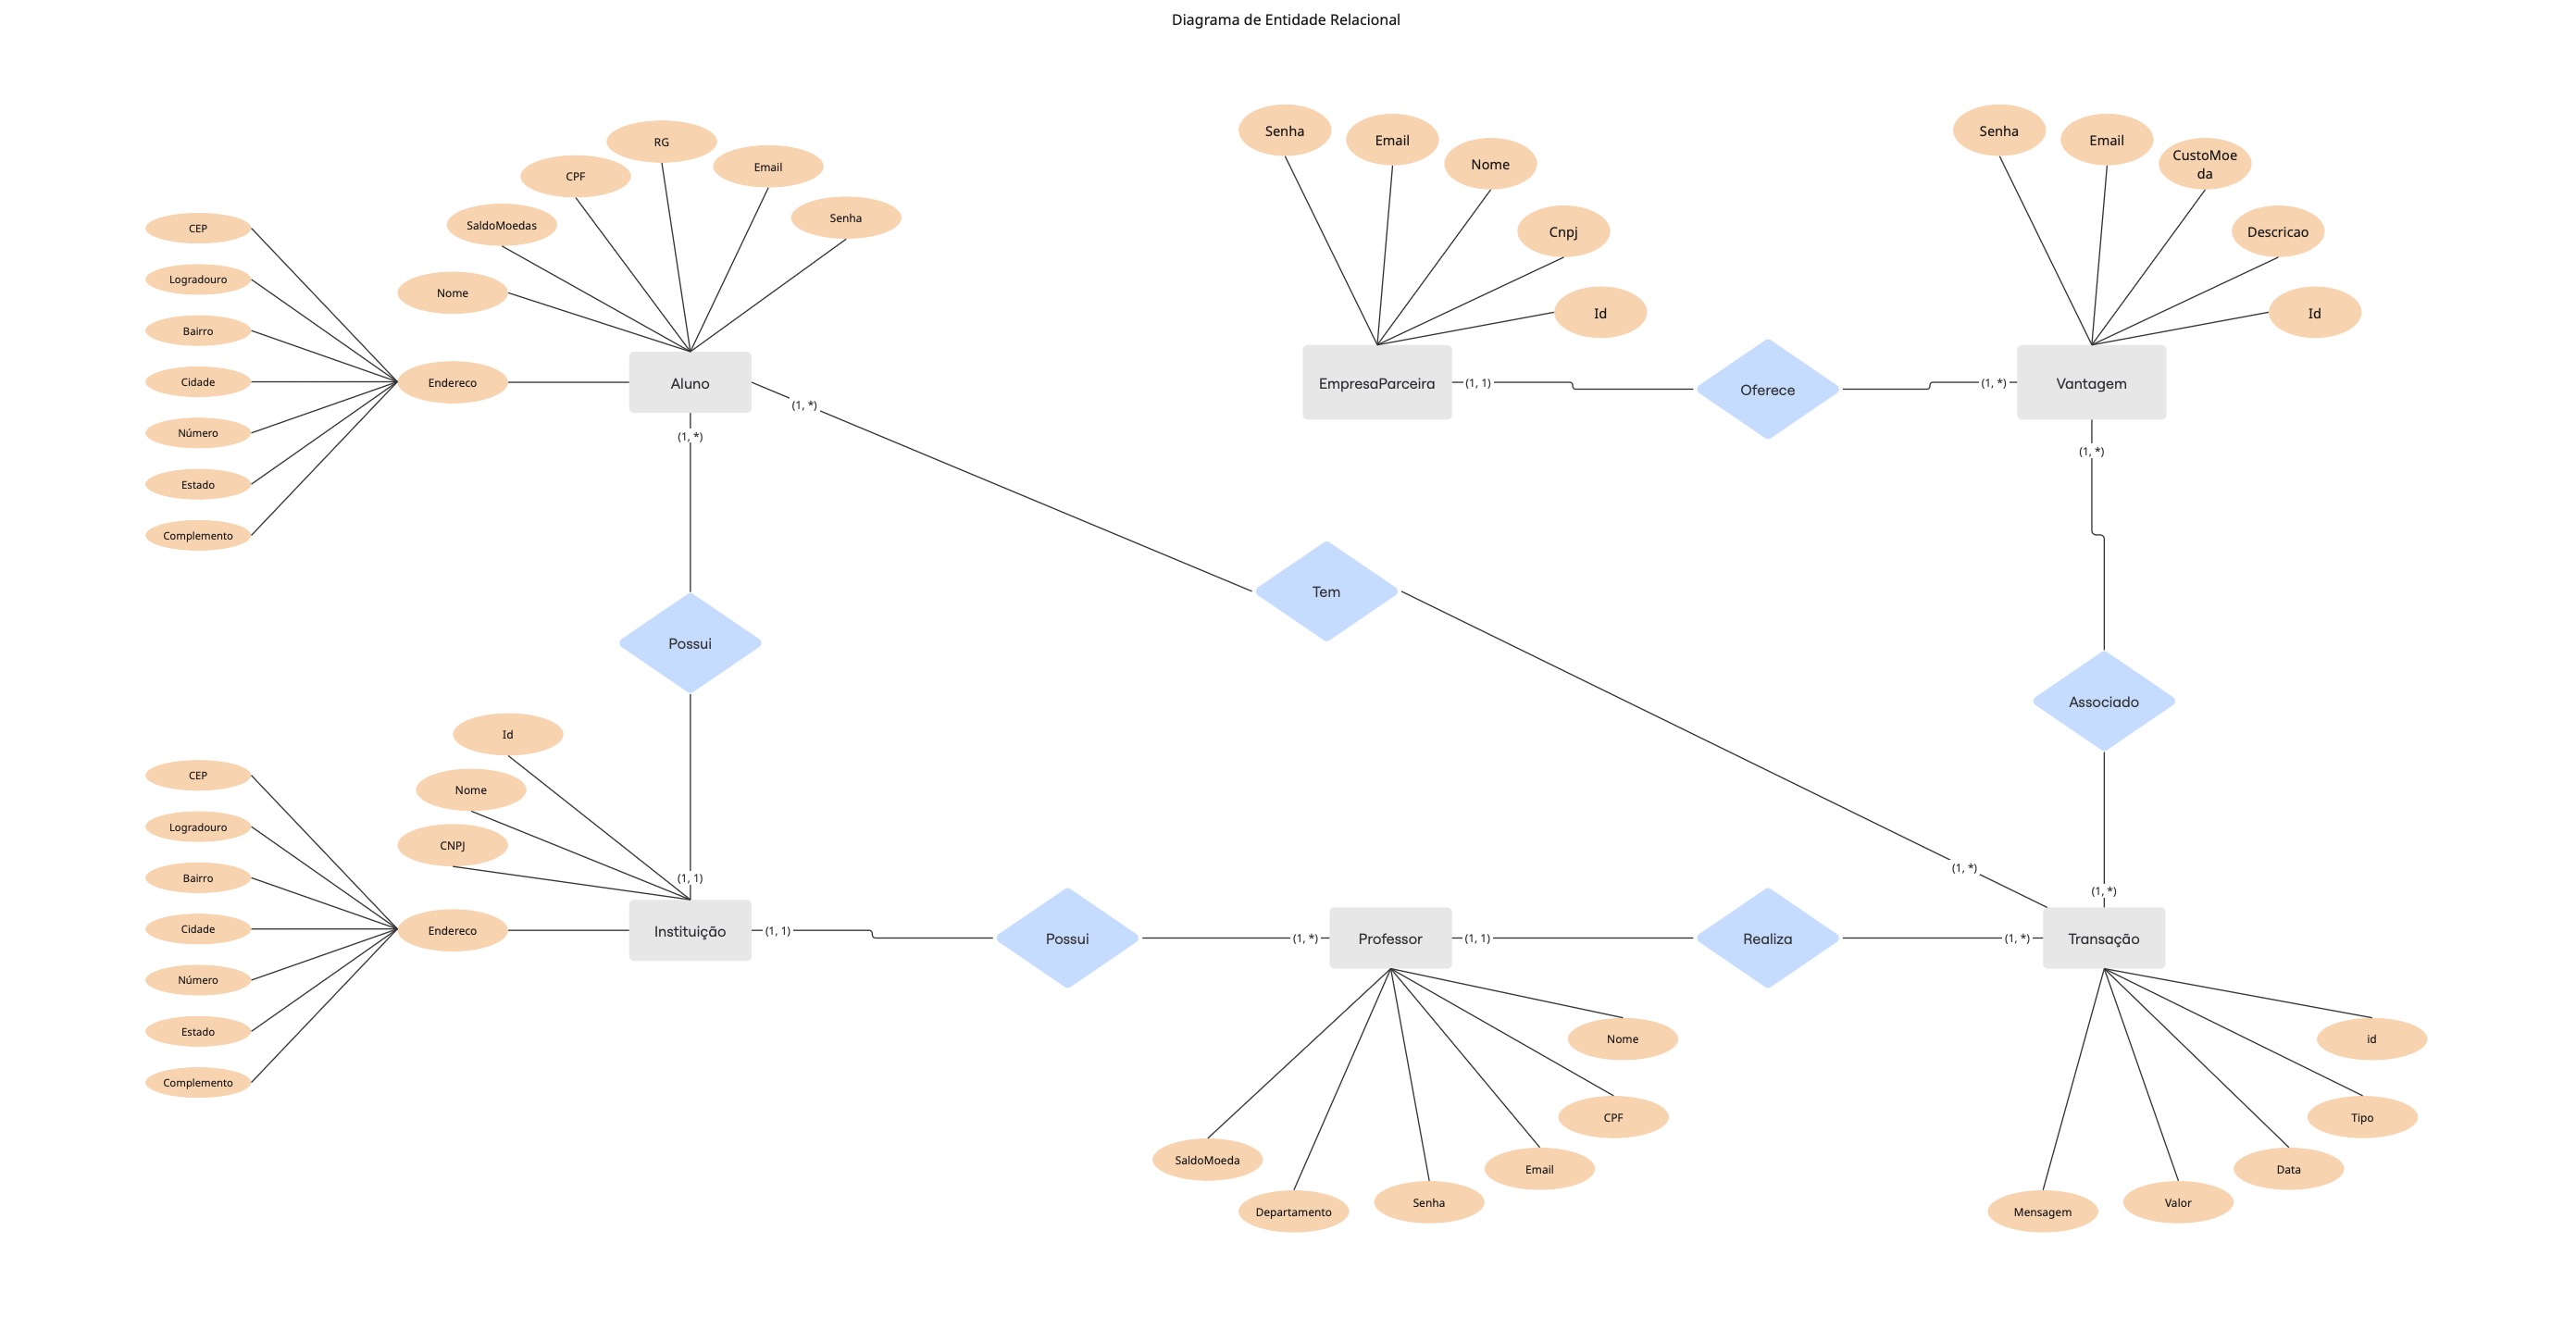 Diagrama de Entidade Relacional
Senha
Email
Nome
Cnpj
Id
EmpresaParceira
(1, 1)
Oferece
(1, *)
Senha
Email
CustoMoe
da
Descricao
Id
Vantagem
(1, *)
RG
Email
CPF
Senha
SaldoMoedas
Nome
CEP
Logradouro
Bairro
Cidade
Número
Estado
Complemento
Endereco
Aluno
(1, *)
(1, *)
Tem
(1, *)
Possui
(1, 1)
Associado
(1, *)
Id
Nome
CNPJ
CEP
Logradouro
Bairro
Cidade
Número
Estado
Complemento
Endereco
Instituição
(1, 1)
Possui
(1, *)
Professor
(1, 1)
Realiza
(1, *)
Transação
Nome
CPF
Email
Senha
Departamento
SaldoMoeda
id
Tipo
Data
Valor
Mensagem